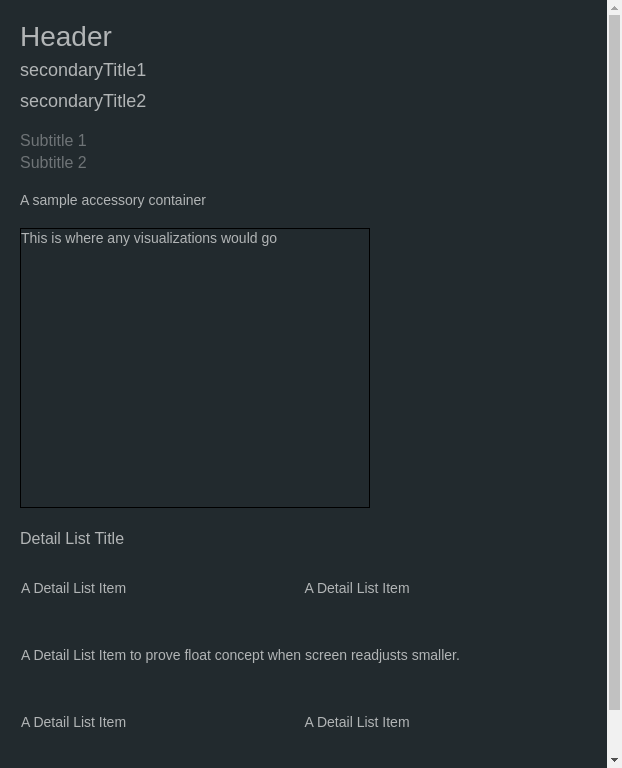 Header
secondaryTitle1
secondaryTitle2
Subtitle 1
Subtitle 2
A sample accessory container
This is where any visualizations would go
Detail List Title
A Detail List Item
A Detail List Item
A Detail List Item to prove float concept when screen readjusts smaller.
A Detail List Item
A Detail List Item